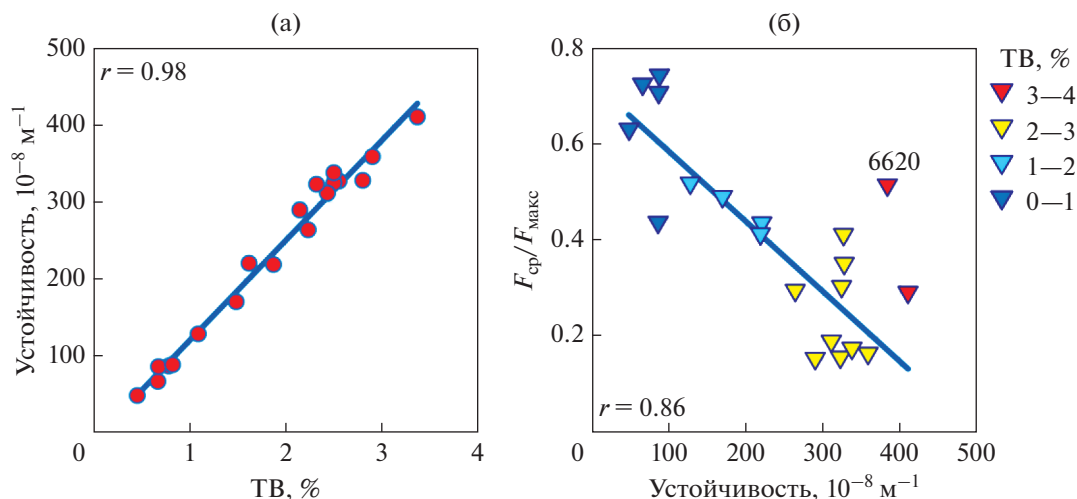 (а)
500
400
300
200
100
0
1
2
3
4
r = 0.98
Устойчивость, 10⁻⁸ м⁻¹
ТВ, %
(б)
0.8
0.6
0.4
0.2
0
100
200
300
400
500
r = 0.86
6620
Fср/Fмакс
Устойчивость, 10⁻⁸ м⁻¹
ТВ, %
3—4
2—3
1—2
0—1